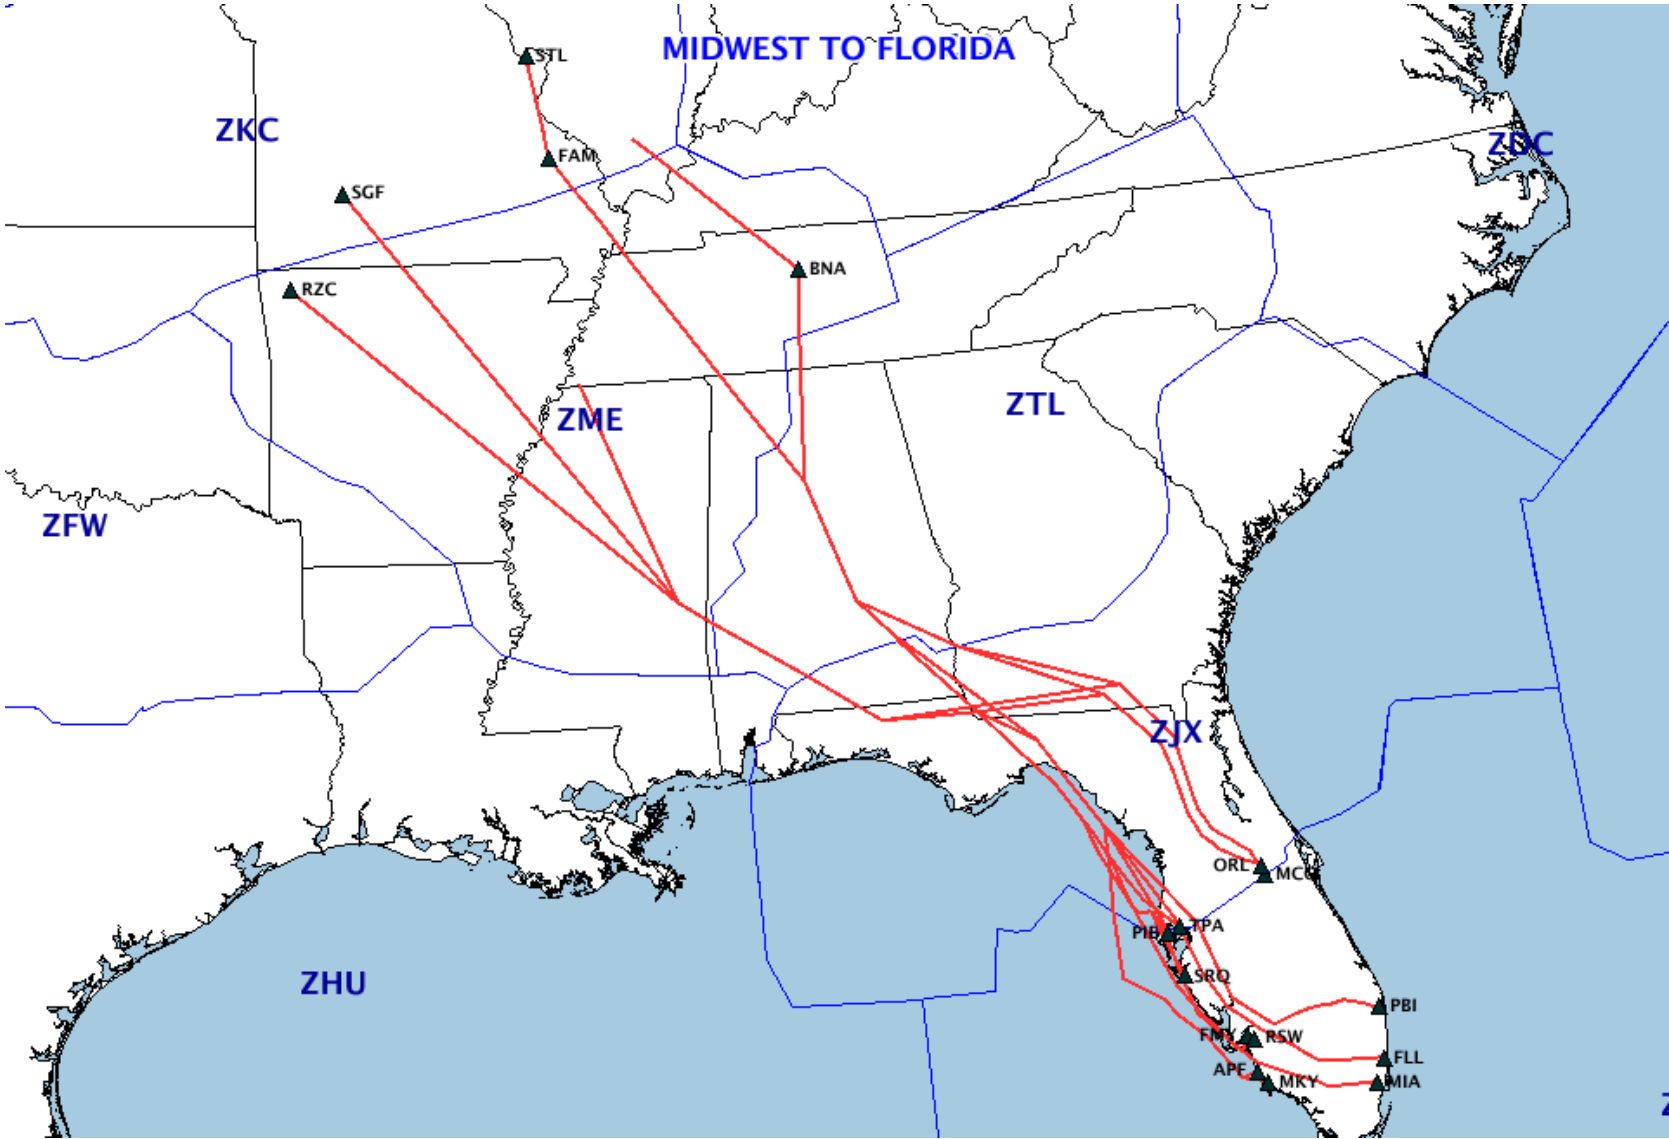 MIDWEST TO FLORIDA
STL
ZKC
ZDC
FAM
SGF
BNA
RZC
ZTL
ZME
ZFW
ZJX
ORL
MCO
TPA
PIE
SRQ
ZHU
PBI
FMY
RSW
FLL
APF
MKY
MIA